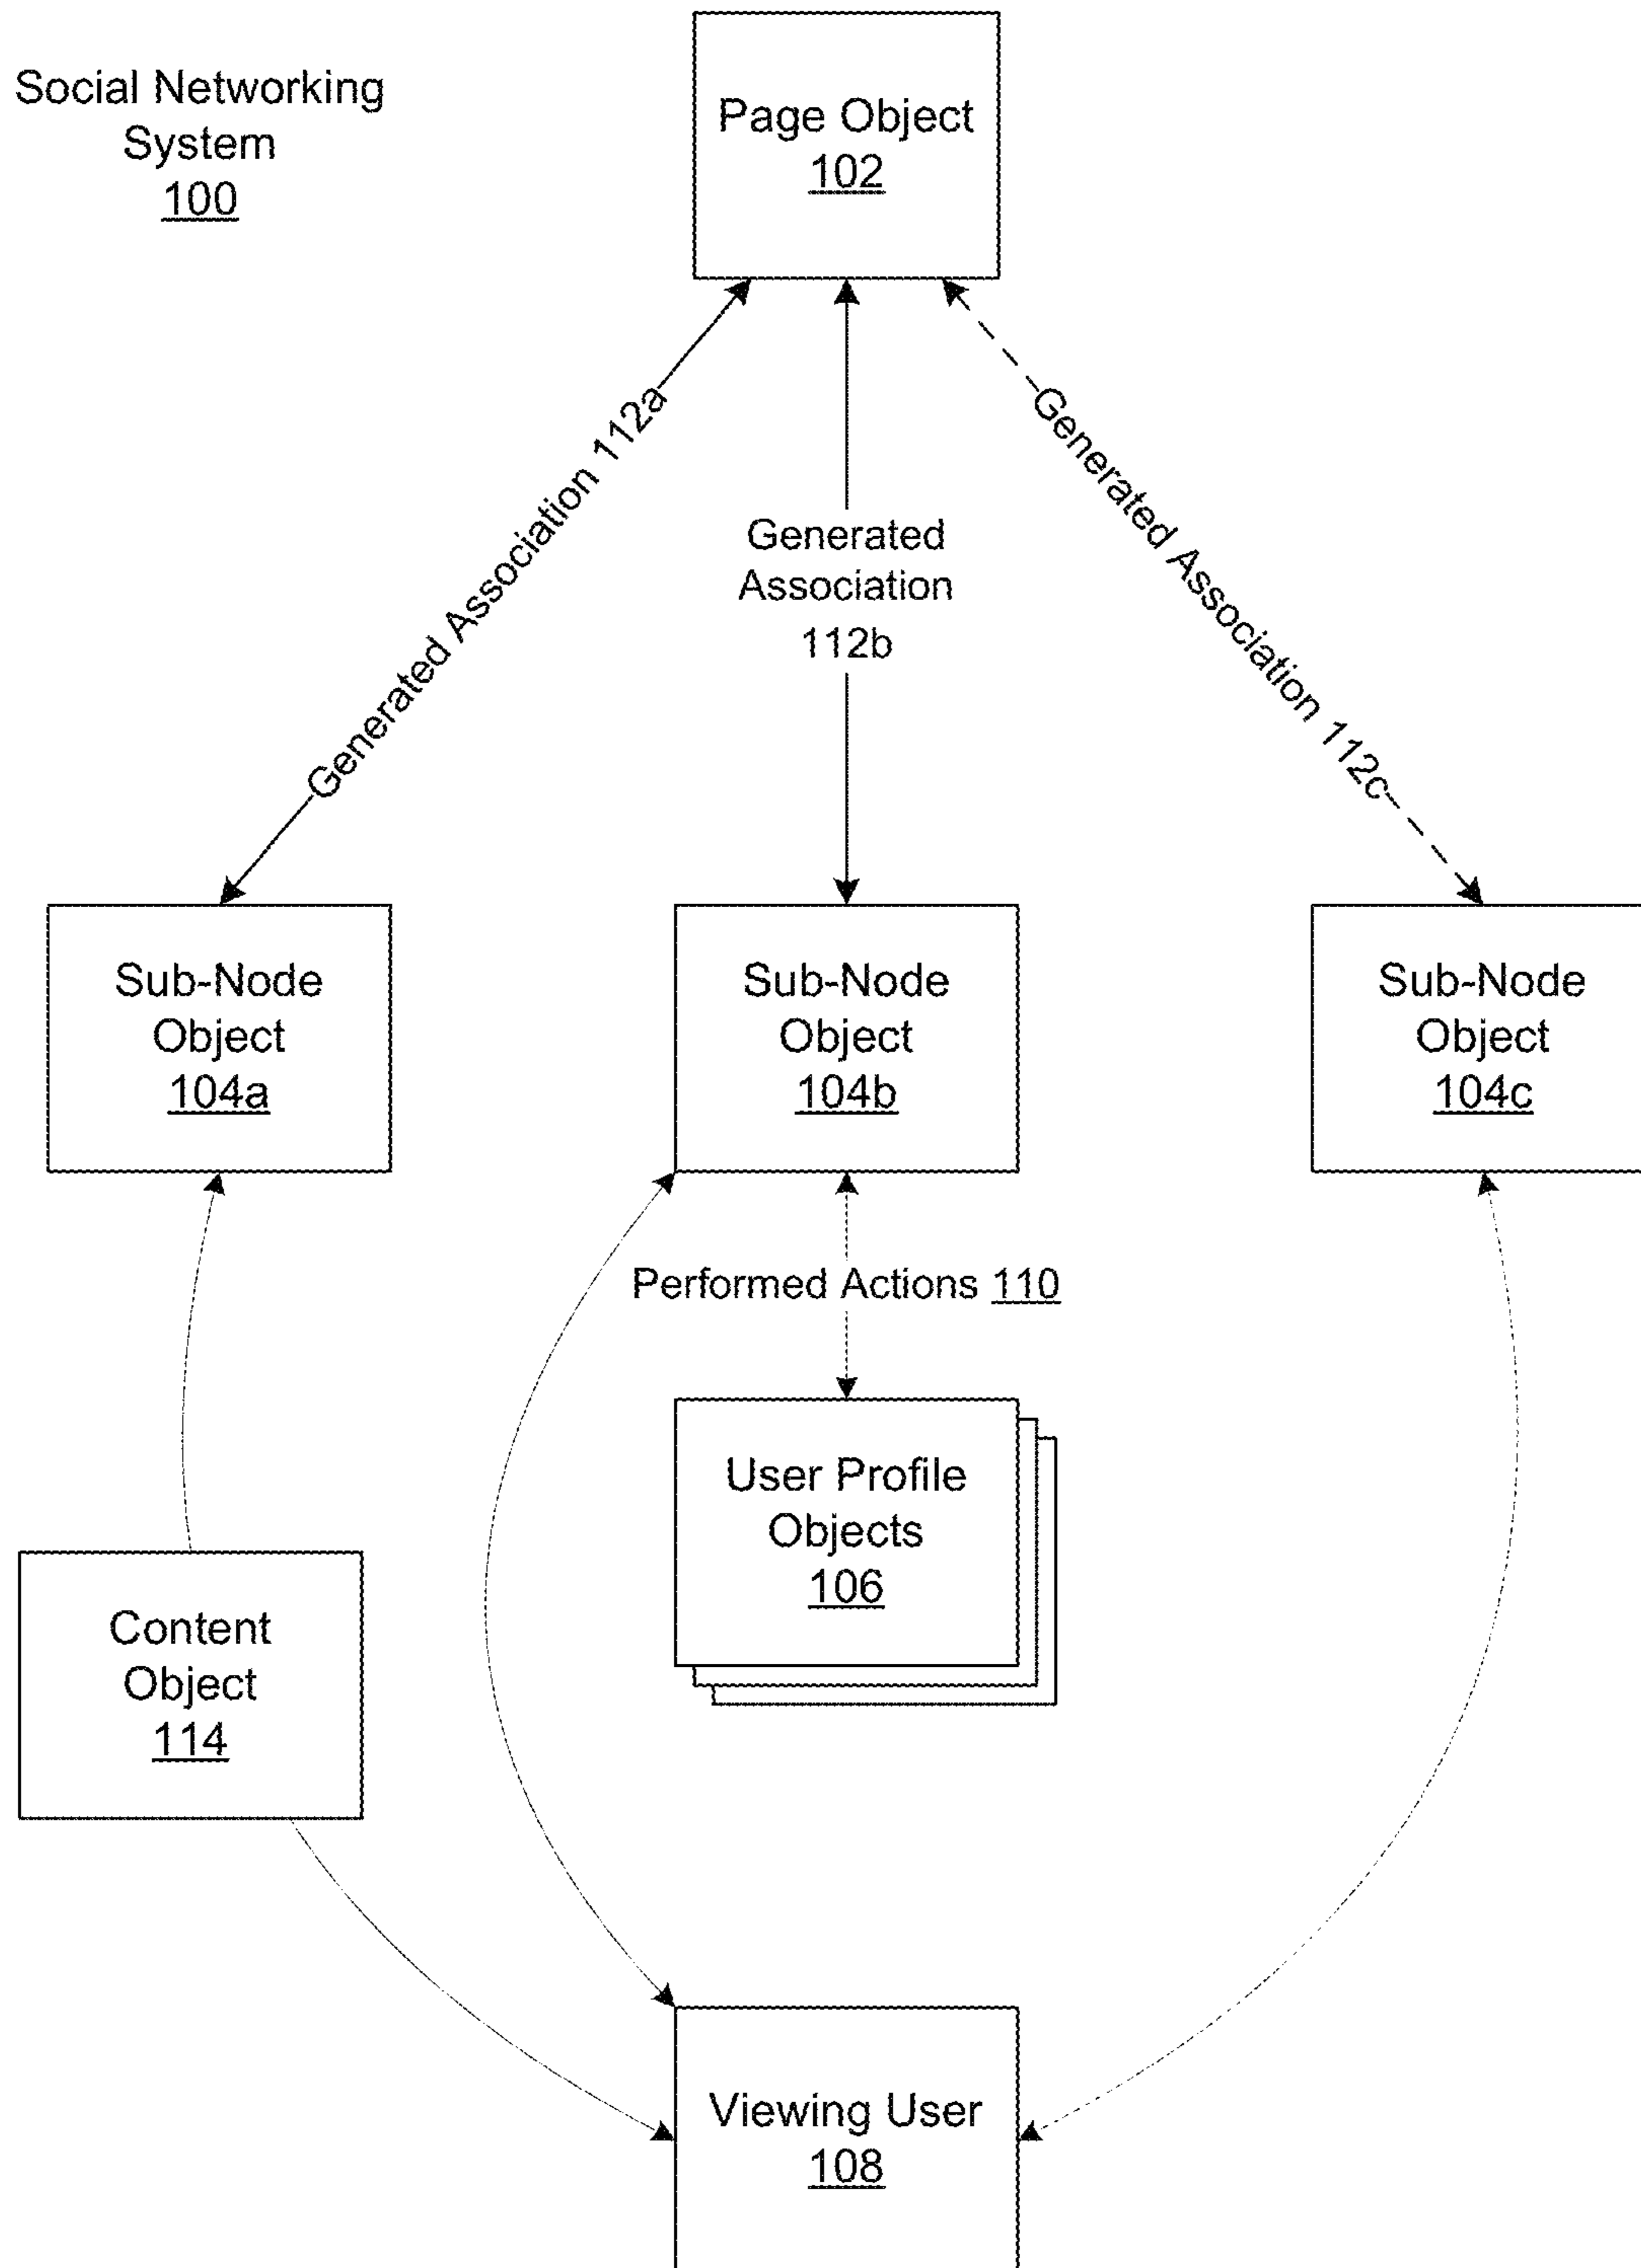 Social Networking
System
100
Page Object
102
Generated Association 112a
Generated
Association
112b
Generated Association 112c
Sub-Node
Object
104a
Sub-Node
Object
104b
Sub-Node
Object
104c
Performed Actions 110
User Profile
Objects
106
Content
Object
114
Viewing User
108